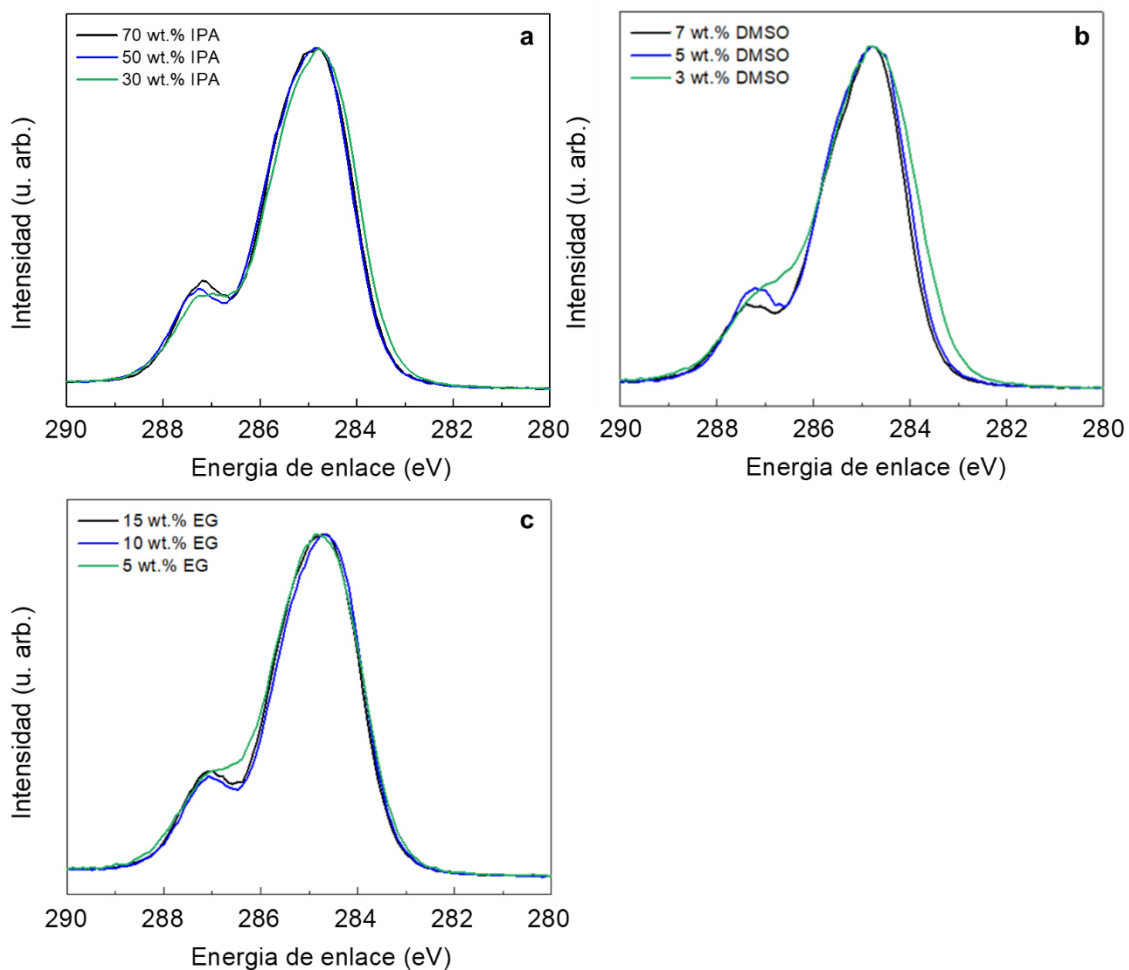 70 wt.% IPA
50 wt.% IPA
30 wt.% IPA
a
Intensidad (u. arb.)
290 288 286 284 282 280
Energia de enlace (eV)
7 wt.% DMSO
5 wt.% DMSO
3 wt.% DMSO
b
Intensidad (u. arb.)
290 288 286 284 282 280
Energia de enlace (eV)
15 wt.% EG
10 wt.% EG
5 wt.% EG
c
Intensidad (u. arb.)
290 288 286 284 282 280
Energia de enlace (eV)